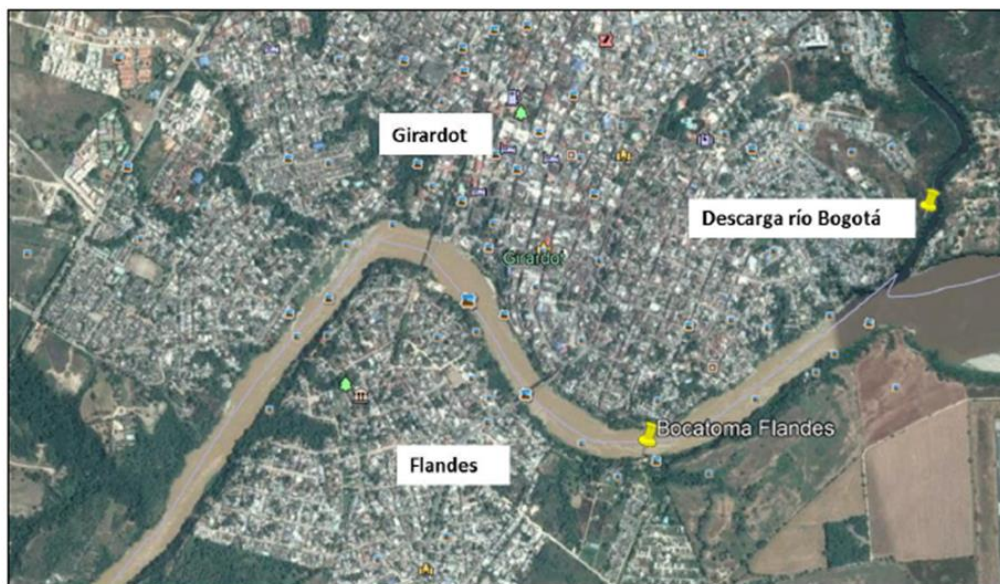 Girardot
Descarga río Bogotá
Girardot
Bocatoma Flandes
Flandes